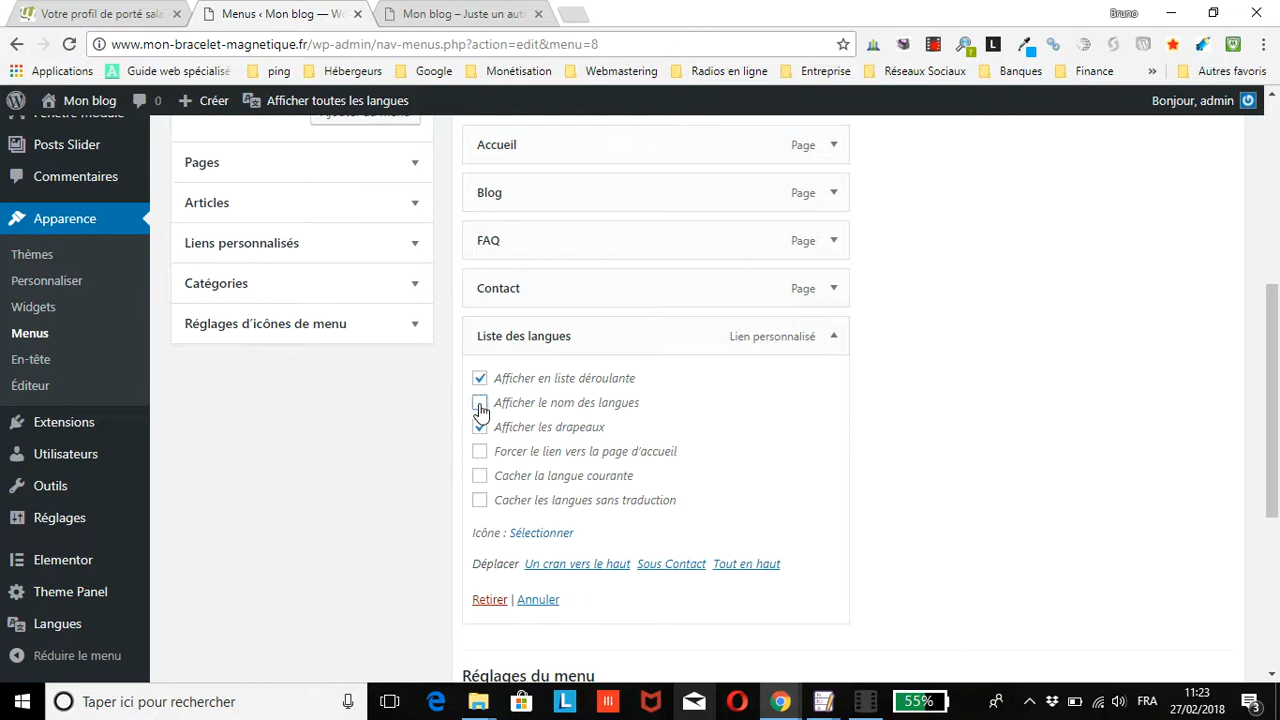 Votre profil de porté sala
Menus ‹ Mon blog — Wo
Mon blog – Juste un aut
Bruno
www.mon-bracelet-magnetique.fr/wp-admin/nav-menus.php?action=edit&menu=8
Applications
Guide web spécialisé
ping
Hébergeurs
Google
Monétisation
Webmastering
Radios en ligne
Entreprise
Réseaux Sociaux
Banques
Finance
»
Autres favoris
Mon blog
0
Créer
Afficher toutes les langues
Bonjour, admin
Fenêtre module
Ajouter au menu
Posts Slider
Commentaires
Apparence
Thèmes
Personnaliser
Widgets
Menus
En-tête
Éditeur
Extensions
Utilisateurs
Outils
Réglages
Elementor
Theme Panel
Langues
Réduire le menu
Pages
Articles
Liens personnalisés
Catégories
Réglages d'icônes de menu
Accueil Page
Blog Page
FAQ Page
Contact Page
Liste des langues Lien personnalisé
Afficher en liste déroulante
Afficher le nom des langues
Afficher les drapeaux
Forcer le lien vers la page d'accueil
Cacher la langue courante
Cacher les langues sans traduction
Icône : Sélectionner
Déplacer Un cran vers le haut Sous Contact Tout en haut
Retirer | Annuler
Réglages du menu
Taper ici pour rechercher
55%
FRA
11:23
27/02/2018
3